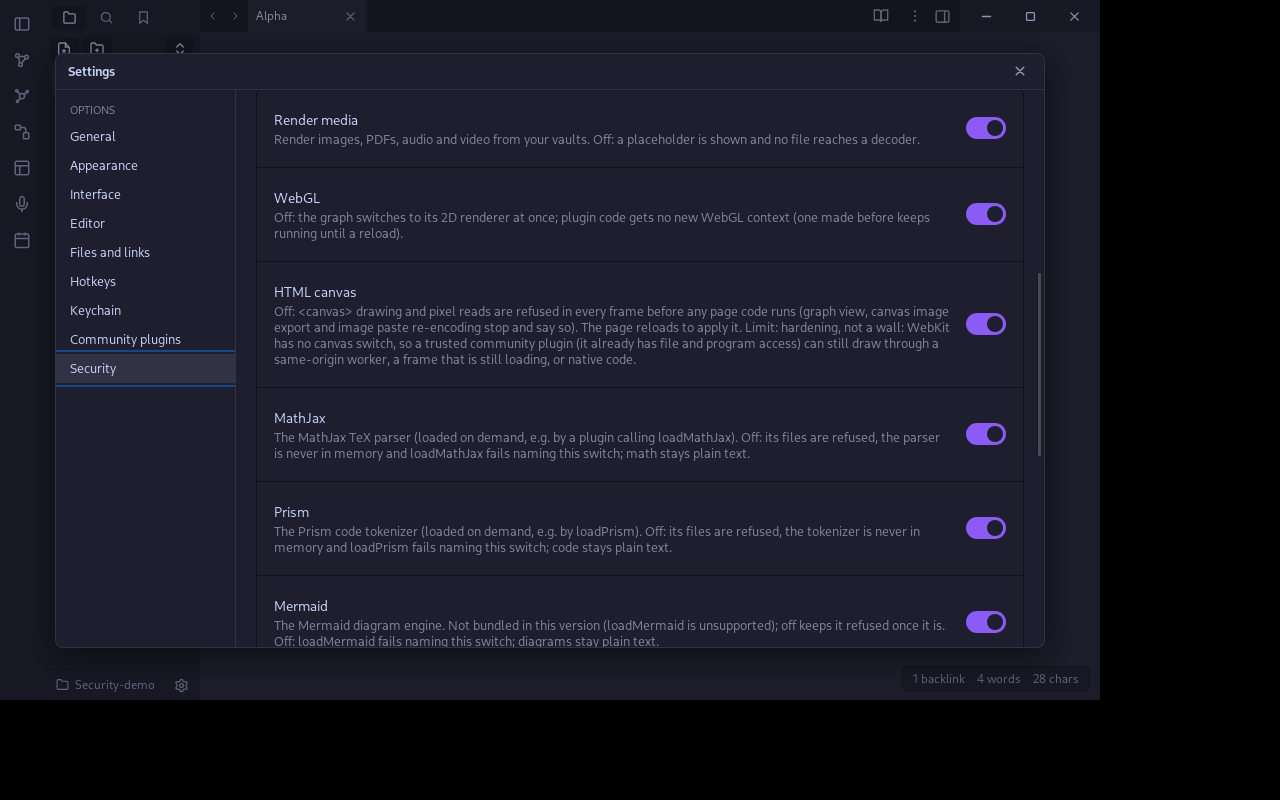 Alpha
Settings
OPTIONS
General
Appearance
Interface
Editor
Files and links
Hotkeys
Keychain
Community plugins
Security
Render media
Render images, PDFs, audio and video from your vaults. Off: a placeholder is shown and no file reaches a decoder.
WebGL
Off: the graph switches to its 2D renderer at once; plugin code gets no new WebGL context (one made before keeps
running until a reload).
HTML canvas
Off: <canvas> drawing and pixel reads are refused in every frame before any page code runs (graph view, canvas image
export and image paste re-encoding stop and say so). The page reloads to apply it. Limit: hardening, not a wall: WebKit
has no canvas switch, so a trusted community plugin (it already has file and program access) can still draw through a
same-origin worker, a frame that is still loading, or native code.
MathJax
The MathJax TeX parser (loaded on demand, e.g. by a plugin calling loadMathJax). Off: its files are refused, the parser
is never in memory and loadMathJax fails naming this switch; math stays plain text.
Prism
The Prism code tokenizer (loaded on demand, e.g. by loadPrism). Off: its files are refused, the tokenizer is never in
memory and loadPrism fails naming this switch; code stays plain text.
Mermaid
The Mermaid diagram engine. Not bundled in this version (loadMermaid is unsupported); off keeps it refused once it is.
Off: loadMermaid fails naming this switch; diagrams stay plain text.
Security-demo
1 backlink 4 words 28 chars